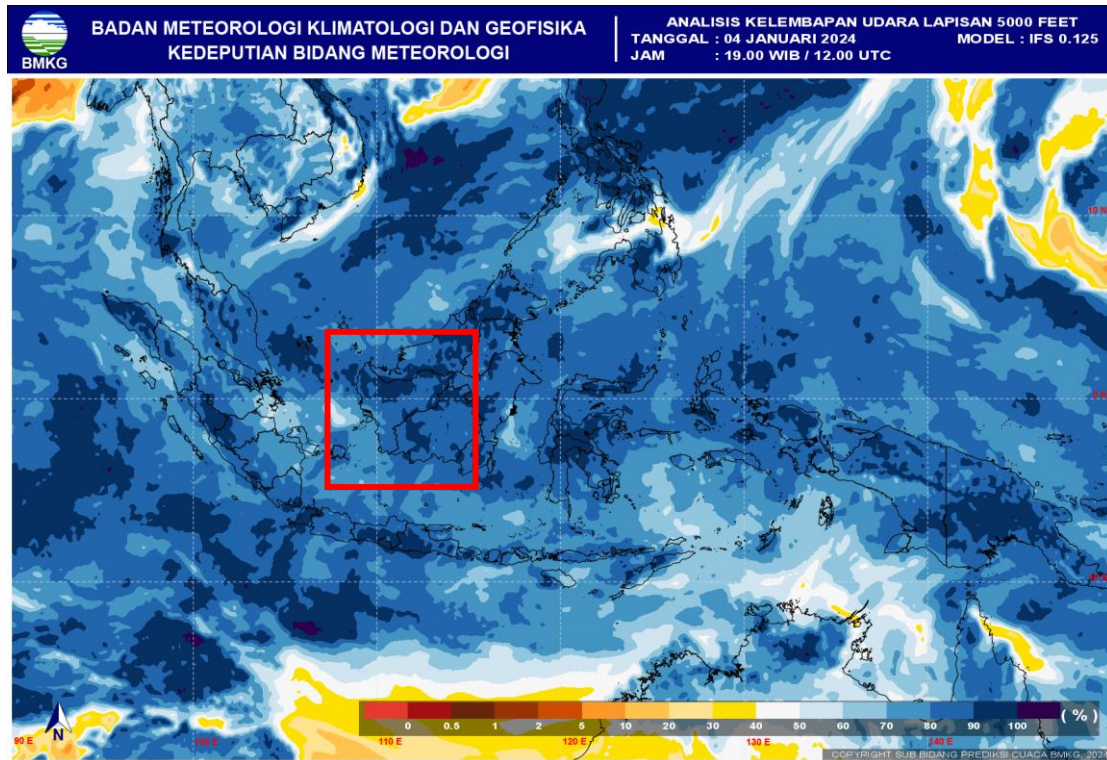 BMKG
BADAN METEOROLOGI KLIMATOLOGI DAN GEOFISIKA
KEDEPUTIAN BIDANG METEOROLOGI
ANALISIS KELEMBAPAN UDARA LAPISAN 5000 FEET
TANGGAL : 04 JANUARI 2024 MODEL : IFS 0.125
JAM : 19.00 WIB / 12.00 UTC
10 N
N
0 0.5 1 2 5 10 20 30 40 50 60 70 80 90 100 ( % )
90 E 100 E 110 E 120 E 130 E 140 E
COPYRIGHT SUB BIDANG PREDIKSI CUACA BMKG, 2024